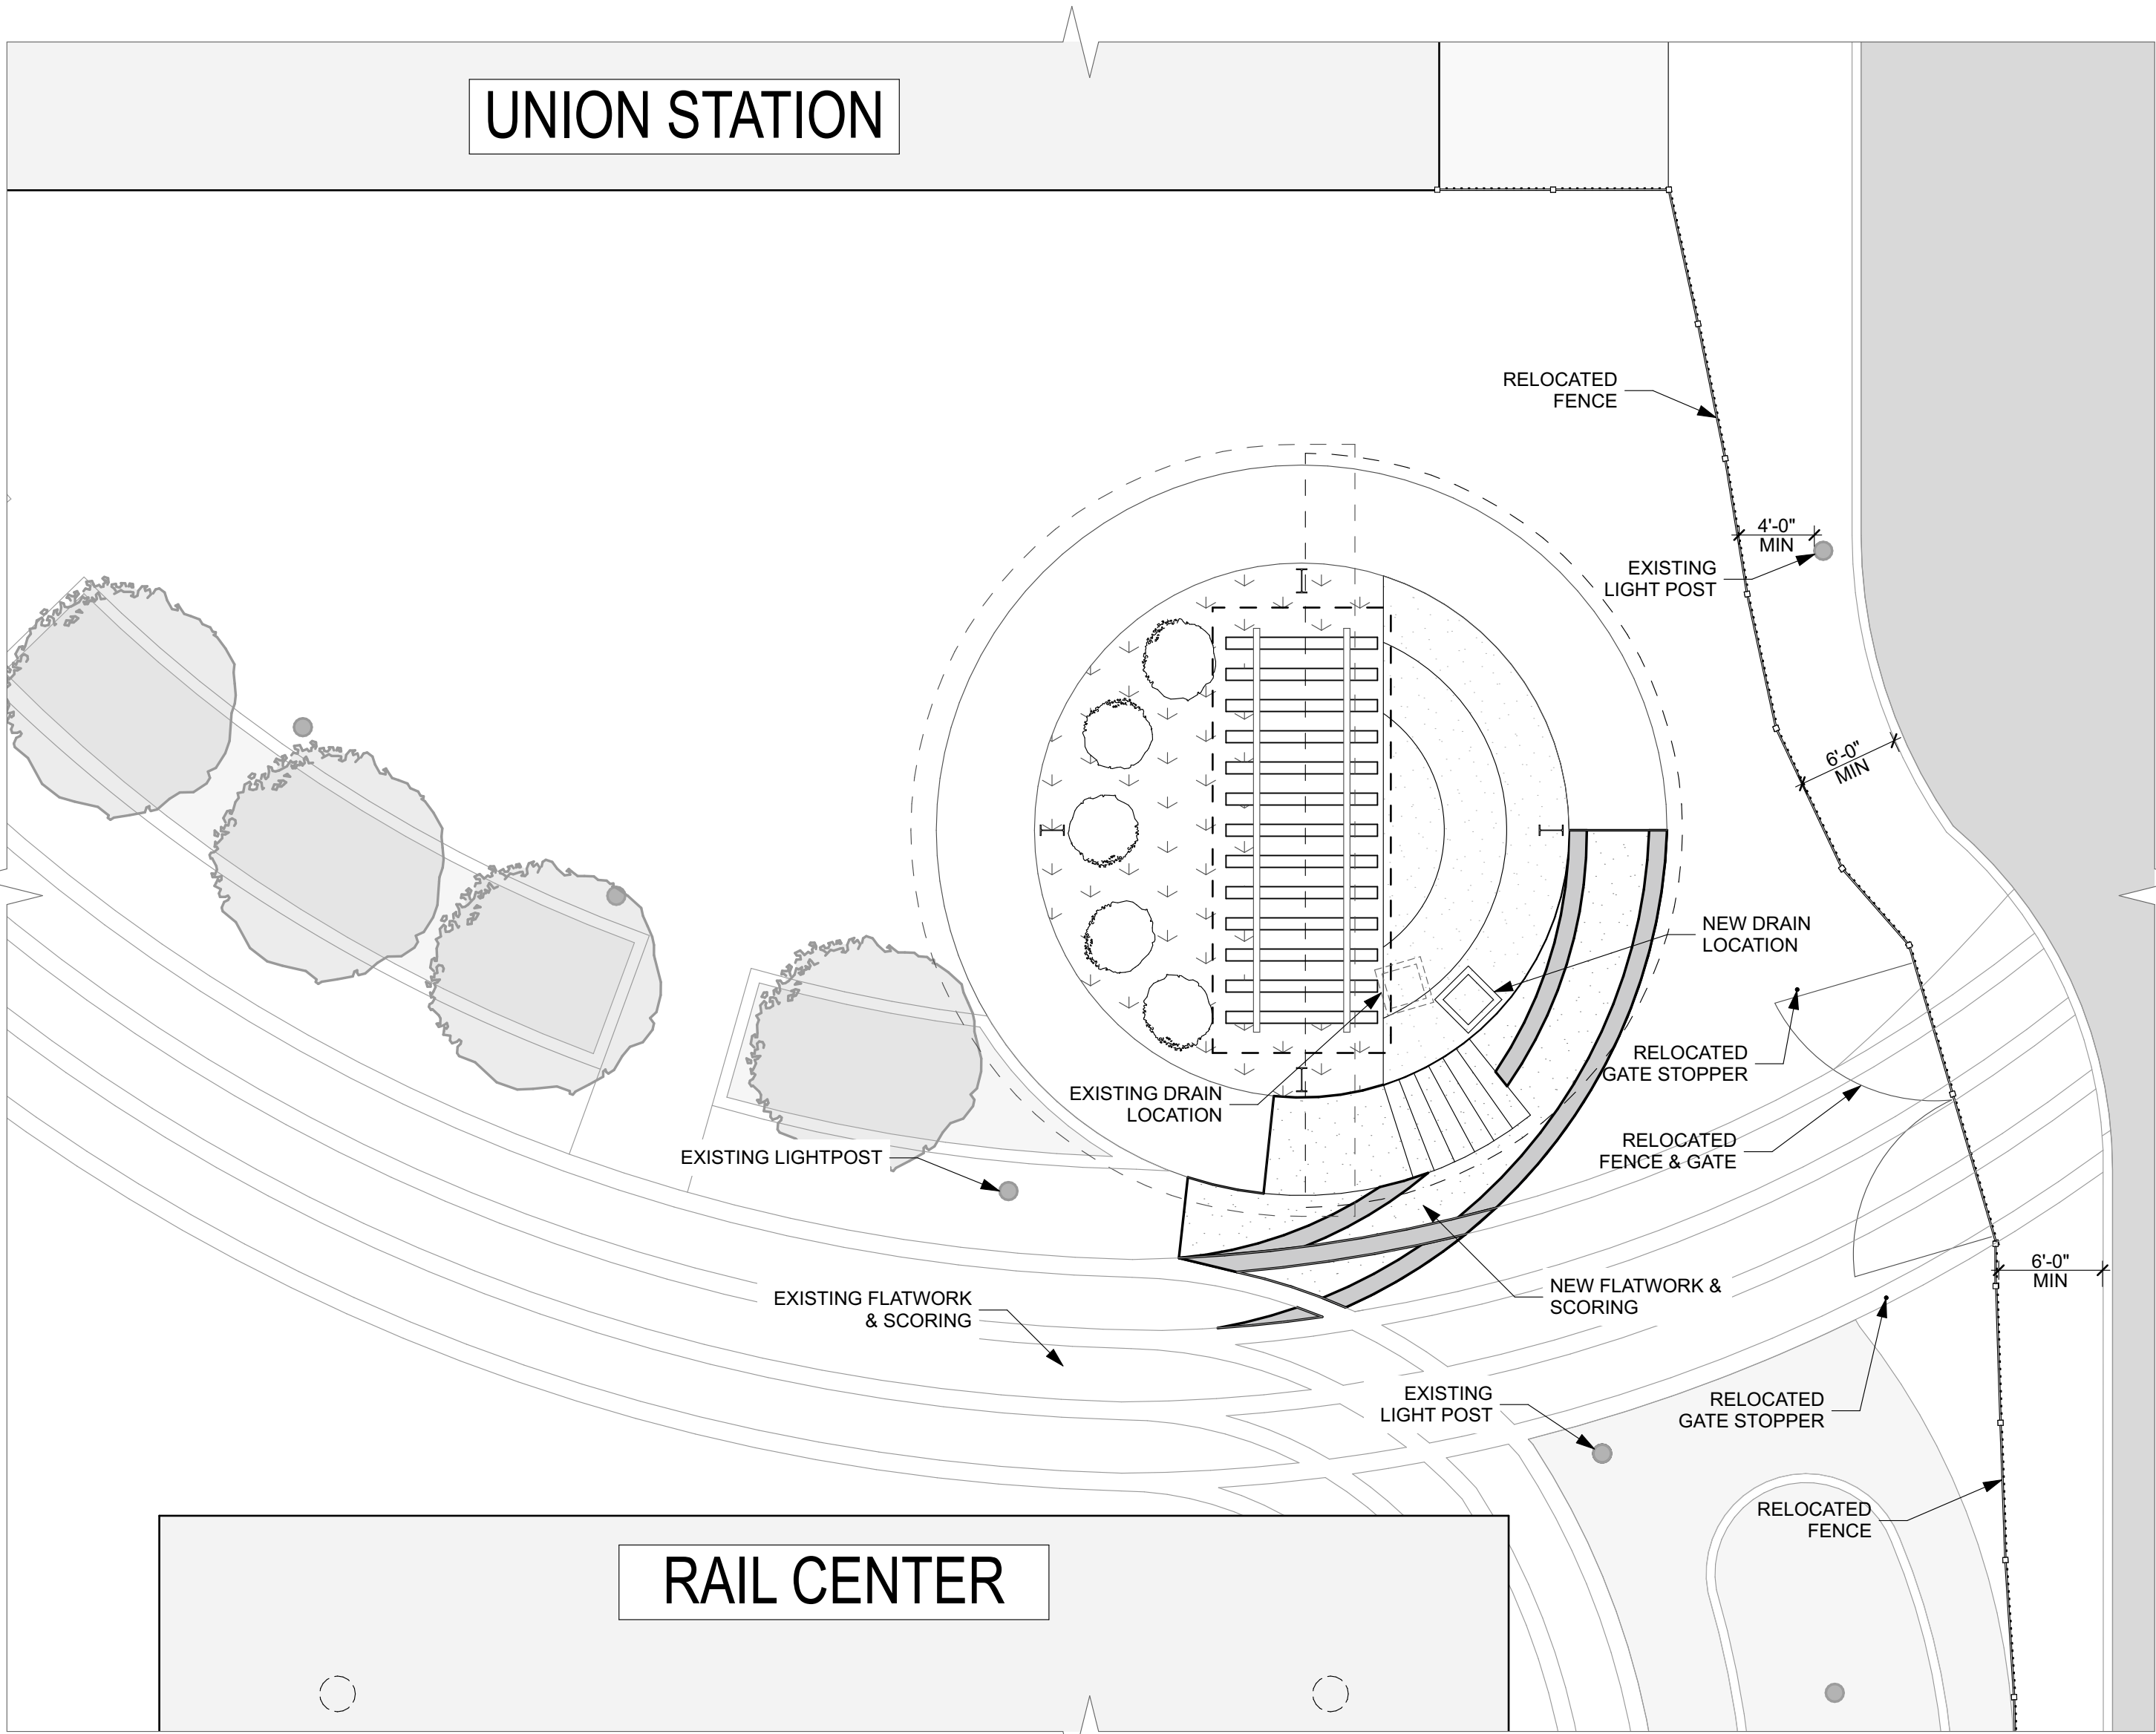 UNION STATION
RELOCATED
FENCE
4'-0"
MIN
EXISTING
LIGHT POST
6'-0"
MIN
NEW DRAIN
LOCATION
RELOCATED
GATE STOPPER
EXISTING DRAIN
LOCATION
RELOCATED
FENCE & GATE
EXISTING LIGHTPOST
6'-0"
MIN
NEW FLATWORK &
SCORING
EXISTING FLATWORK
& SCORING
EXISTING
LIGHT POST
RELOCATED
GATE STOPPER
RELOCATED
FENCE
RAIL CENTER